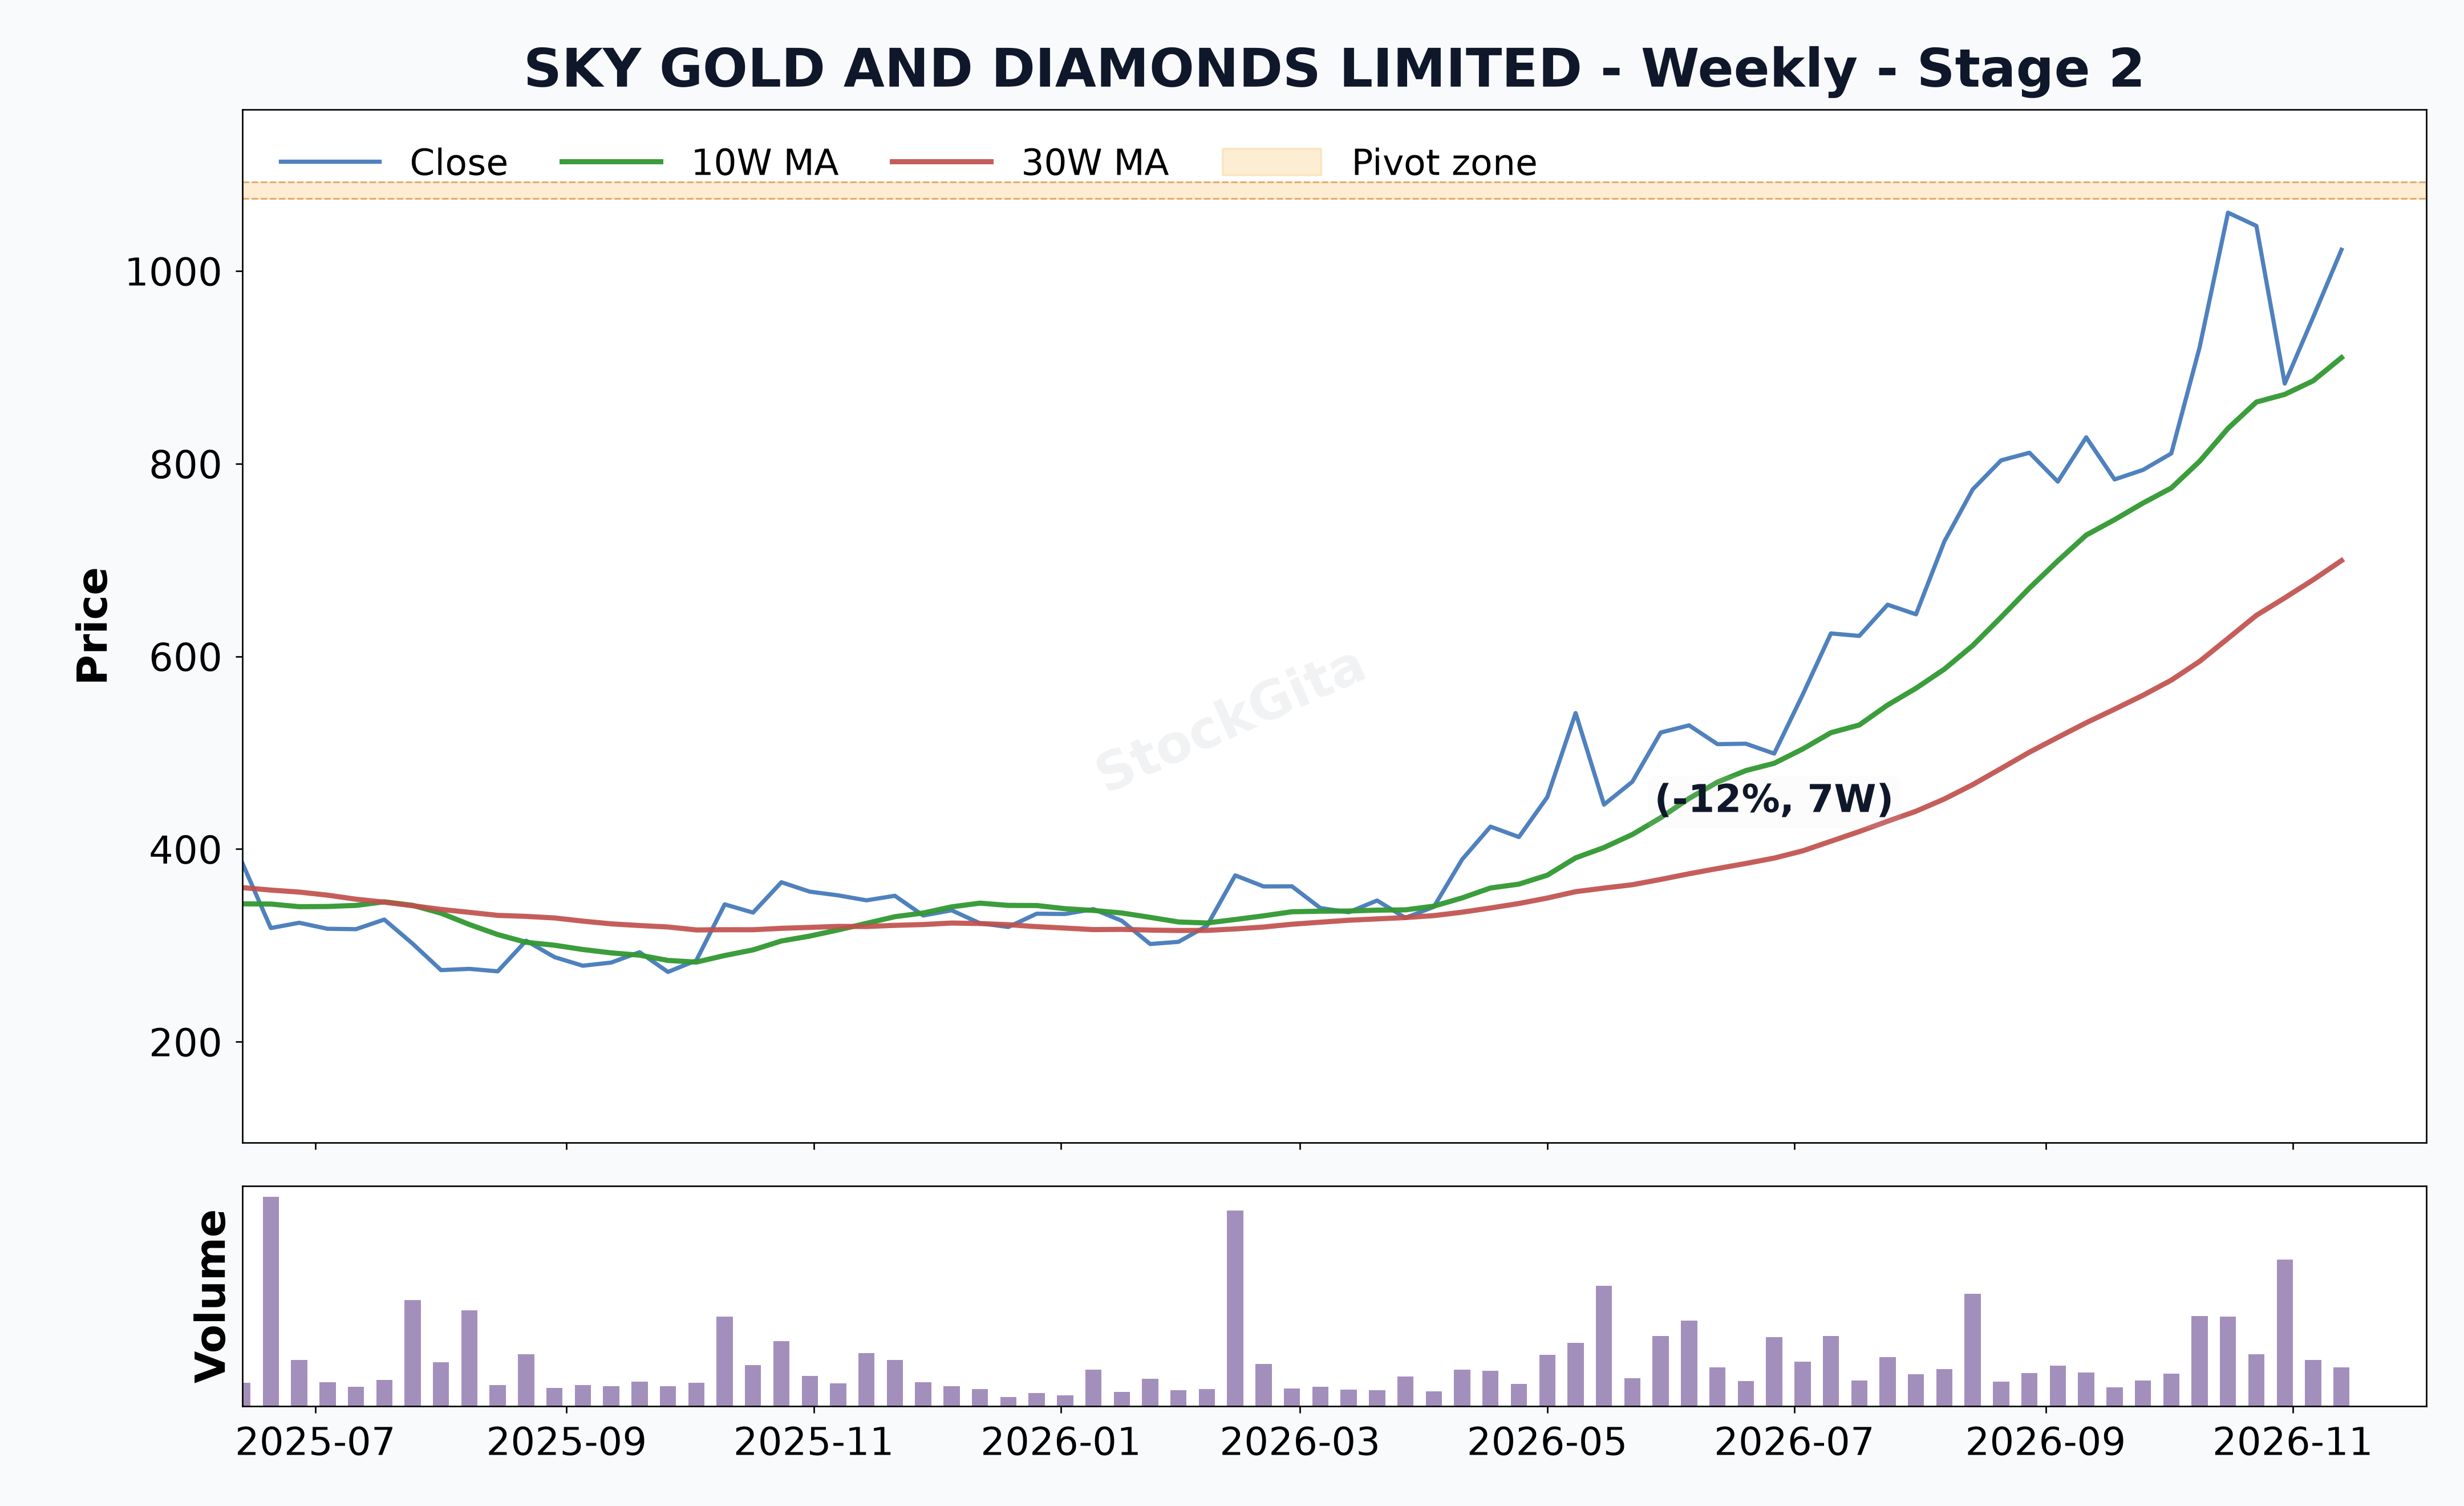 SKY GOLD AND DIAMONDS LIMITED - Weekly - Stage 2
Close 10W MA 30W MA Pivot zone
1000
800
600
400
200
Price
StockGita
(-12%, 7W)
Volume
2025-07 2025-09 2025-11 2026-01 2026-03 2026-05 2026-07 2026-09 2026-11